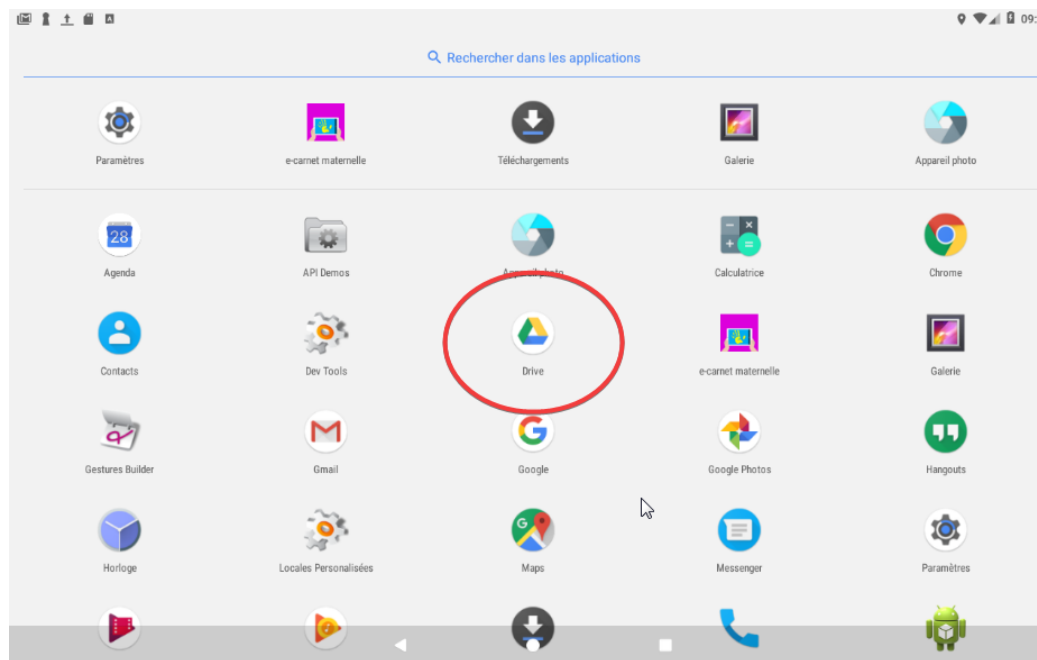 09:
Rechercher dans les applications
Paramètres e-carnet maternelle Téléchargements Galerie Appareil photo
28
Agenda API Demos Appareil photo Calculatrice Chrome
Contacts Dev Tools Drive e-carnet maternelle Galerie
Gestures Builder Gmail Google Google Photos Hangouts
Horloge Locales Personalisées Maps Messenger Paramètres